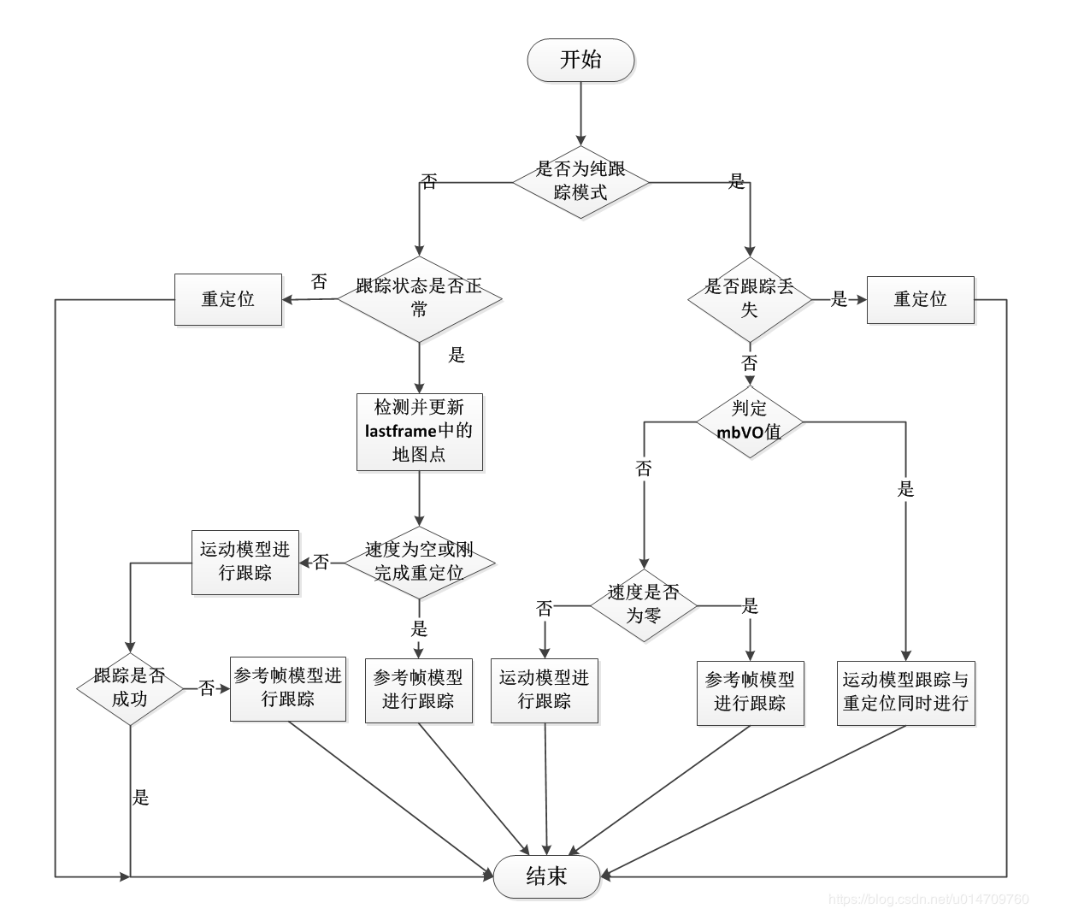 开始
是否为纯跟
踪模式
否
是
跟踪状态是否正
常
否
重定位
是
是否跟踪丢
失
是
重定位
否
检测并更新
lastframe中的
地图点
判定
mbVO值
否
是
速度为空或刚
完成重定位
否
运动模型进
行跟踪
是
速度是否
为零
否
是
跟踪是否
成功
否
参考帧模型进
行跟踪
参考帧模型
进行跟踪
运动模型进
行跟踪
参考帧模型
进行跟踪
运动模型跟踪与
重定位同时进行
是
结束
https://blog.csdn.net/u014709760